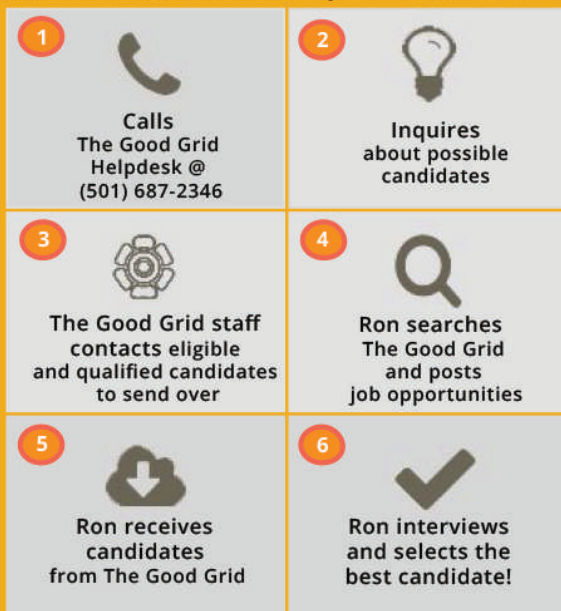 1
Calls
The Good Grid
Helpdesk @
(501) 687-2346
2
Inquires
about possible
candidates
3
The Good Grid staff
contacts eligible
and qualified candidates
to send over
4
Ron searches
The Good Grid
and posts
job opportunities
5
Ron receives
candidates
from The Good Grid
6
Ron interviews
and selects the
best candidate!